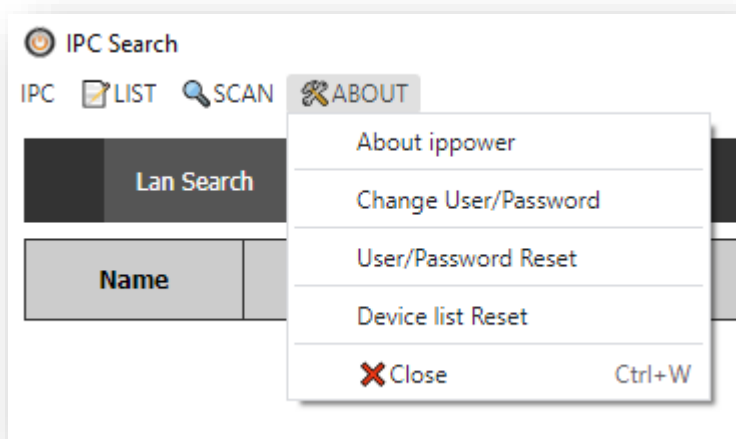 IPC Search
IPC LIST SCAN ABOUT
About ippower
Lan Search
Change User/Password
Name
User/Password Reset
Device list Reset
Close Ctrl+W